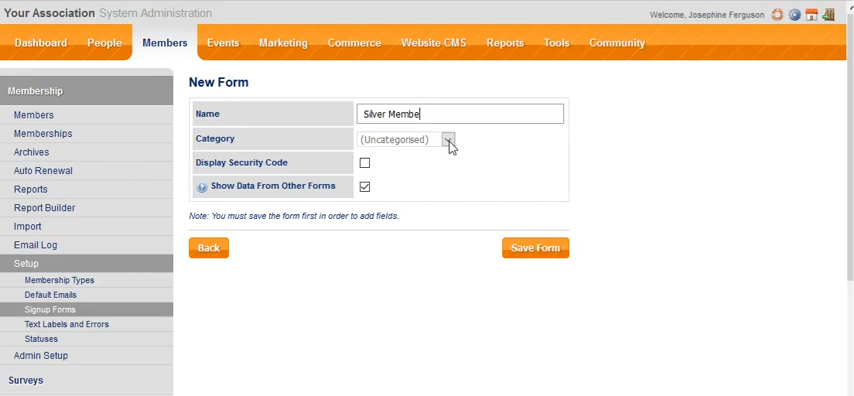 Your Association System Administration
Welcome, Josephine Ferguson
Dashboard People Members Events Marketing Commerce Website CMS Reports Tools Community
Membership
Members
Memberships
Archives
Auto Renewal
Reports
Report Builder
Import
Email Log
Setup
Membership Types
Default Emails
Signup Forms
Text Labels and Errors
Statuses
Admin Setup
Surveys
New Form
Name Silver Membe
Category (Uncategorised)
Display Security Code
Show Data From Other Forms
Note: You must save the form first in order to add fields.
Back Save Form